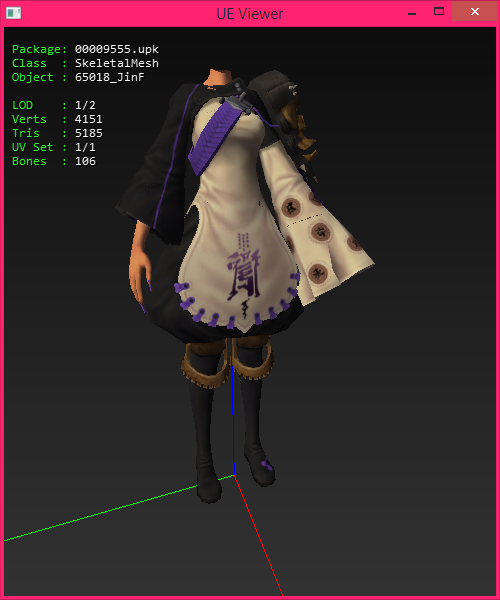 UE Viewer
Package: 00009555.upk
Class : SkeletalMesh
Object : 65018_JinF
LOD : 1/2
Verts : 4151
Tris : 5185
UV Set : 1/1
Bones : 106